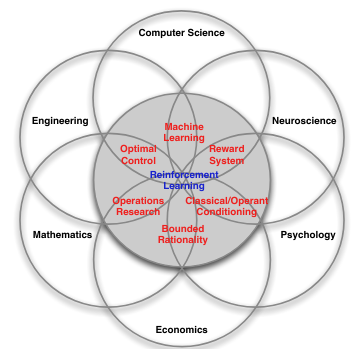 Computer Science
Engineering
Neuroscience
Machine
Learning
Optimal
Control
Reward
System
Reinforcement
Learning
Operations
Research
Classical/Operant
Conditioning
Bounded
Rationality
Mathematics
Psychology
Economics